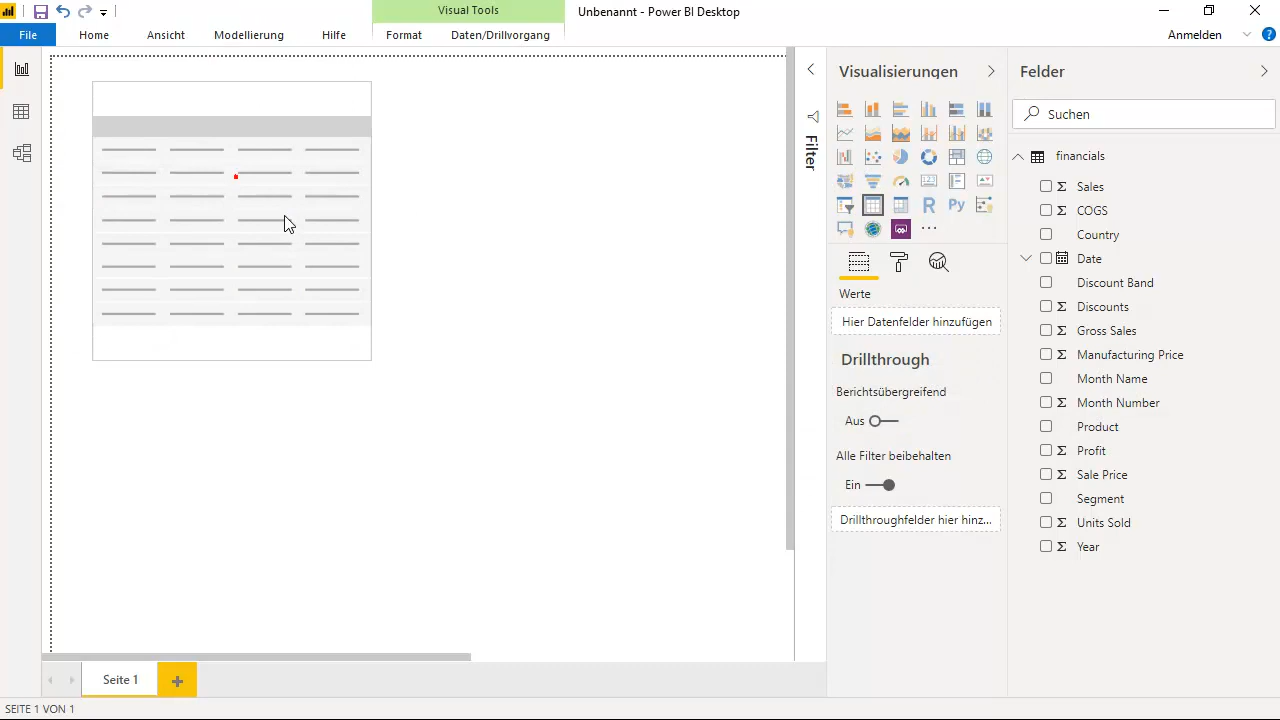 Visual Tools
Unbenannt - Power BI Desktop
File
Home
Ansicht
Modellierung
Hilfe
Format
Daten/Drillvorgang
Anmelden
?
Filter
Visualisierungen
R
Py
123
...
Werte
Hier Datenfelder hinzufügen
Drillthrough
Berichtsübergreifend
Aus
Alle Filter beibehalten
Ein
Drillthroughfelder hier hinz...
Felder
Suchen
financials
Σ Sales
Σ COGS
Country
Date
Discount Band
Σ Discounts
Σ Gross Sales
Σ Manufacturing Price
Month Name
Σ Month Number
Product
Σ Profit
Σ Sale Price
Segment
Σ Units Sold
Σ Year
Seite 1
+
SEITE 1 VON 1